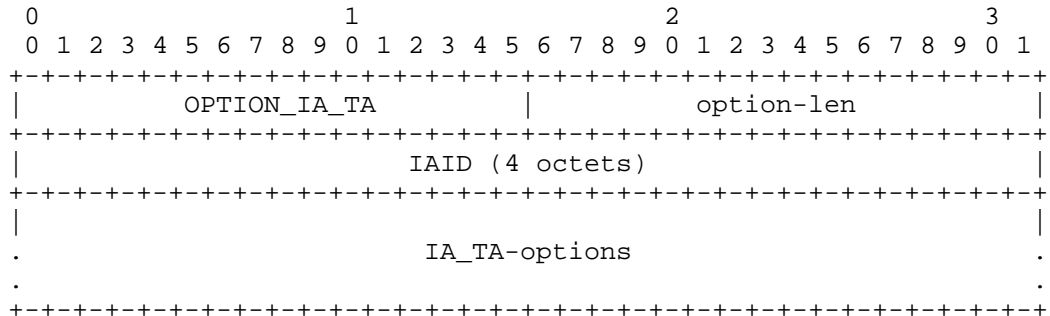 0                   1                   2                   3
 0 1 2 3 4 5 6 7 8 9 0 1 2 3 4 5 6 7 8 9 0 1 2 3 4 5 6 7 8 9 0 1
+-+-+-+-+-+-+-+-+-+-+-+-+-+-+-+-+-+-+-+-+-+-+-+-+-+-+-+-+-+-+-+-+
|          OPTION_IA_TA         |          option-len           |
+-+-+-+-+-+-+-+-+-+-+-+-+-+-+-+-+-+-+-+-+-+-+-+-+-+-+-+-+-+-+-+-+
|                        IAID (4 octets)                        |
+-+-+-+-+-+-+-+-+-+-+-+-+-+-+-+-+-+-+-+-+-+-+-+-+-+-+-+-+-+-+-+-+
|                                                               |
.                         IA_TA-options                         .
.                                                               .
+-+-+-+-+-+-+-+-+-+-+-+-+-+-+-+-+-+-+-+-+-+-+-+-+-+-+-+-+-+-+-+-+